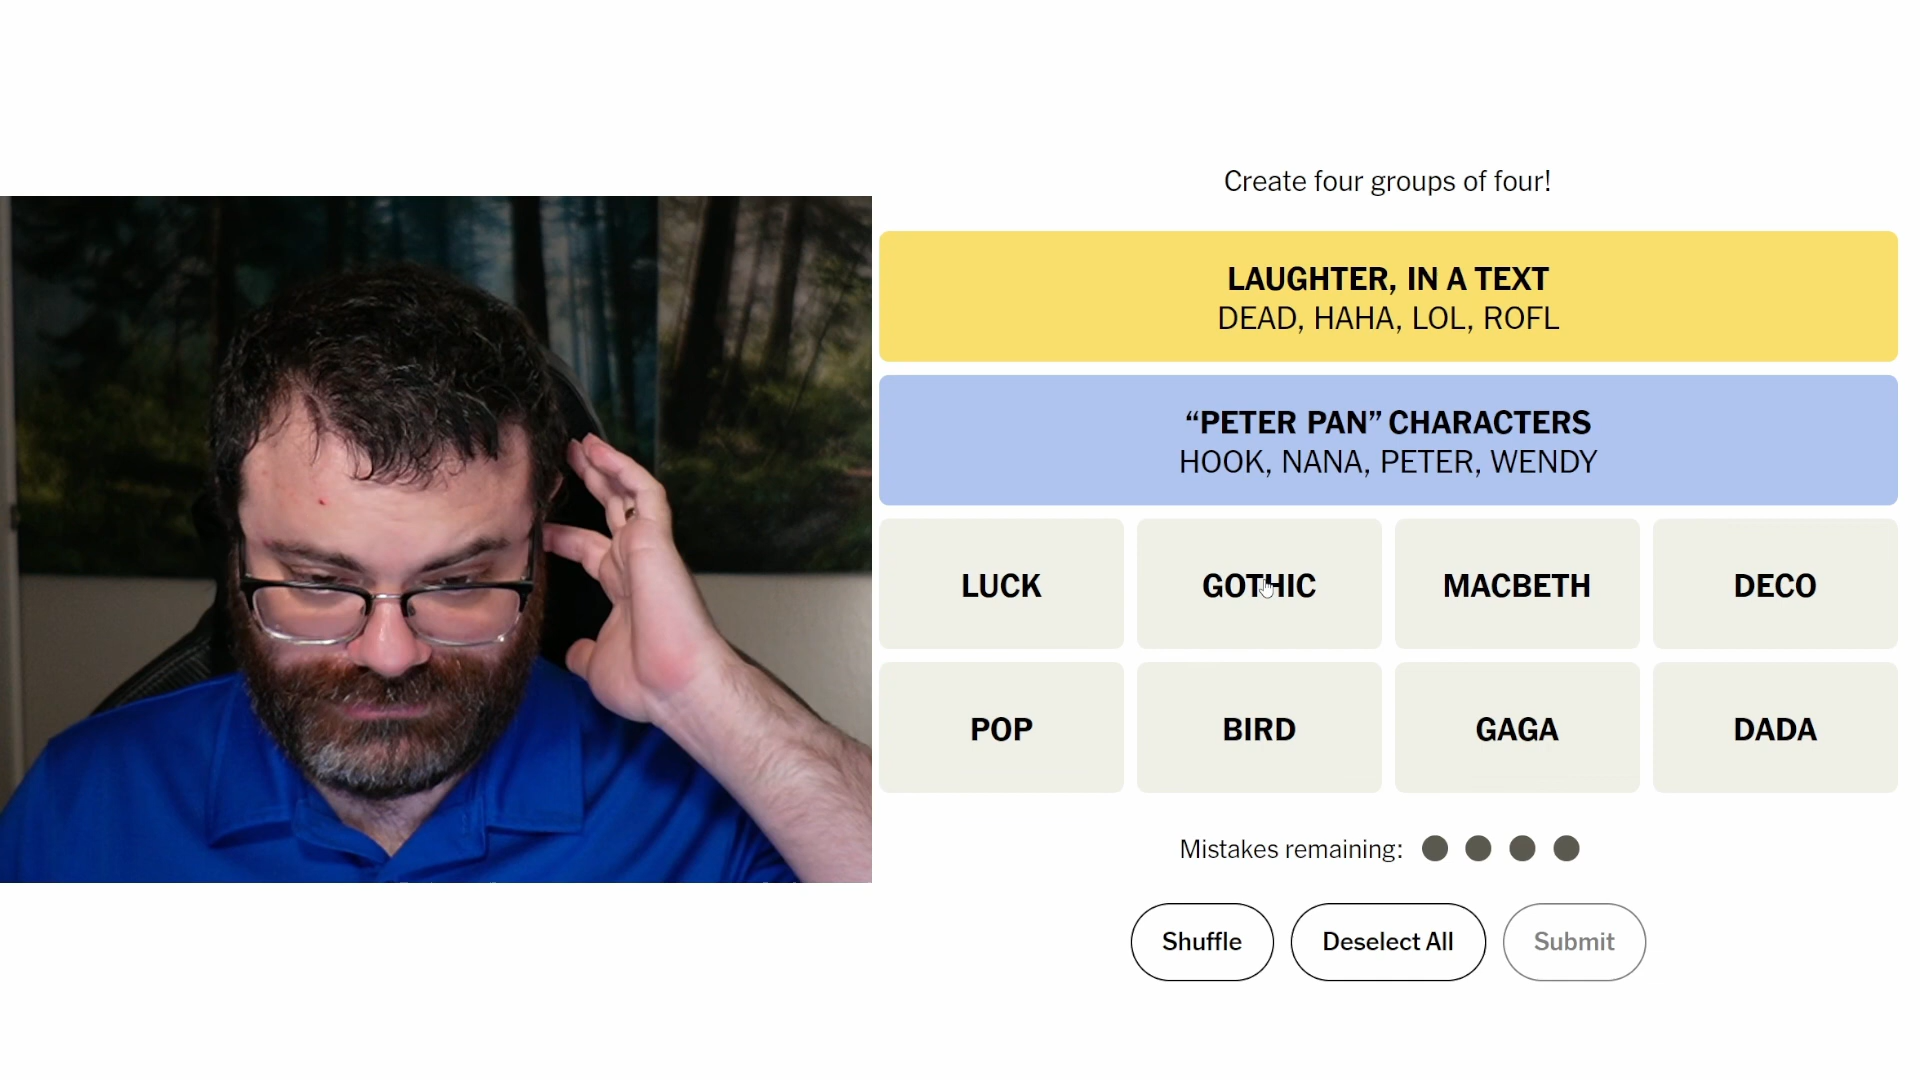 Create four groups of four!
LAUGHTER, IN A TEXT
DEAD, HAHA, LOL, ROFL
“PETER PAN” CHARACTERS
HOOK, NANA, PETER, WENDY
LUCK GOTHIC MACBETH DECO
POP BIRD GAGA DADA
Mistakes remaining:
Shuffle Deselect All Submit